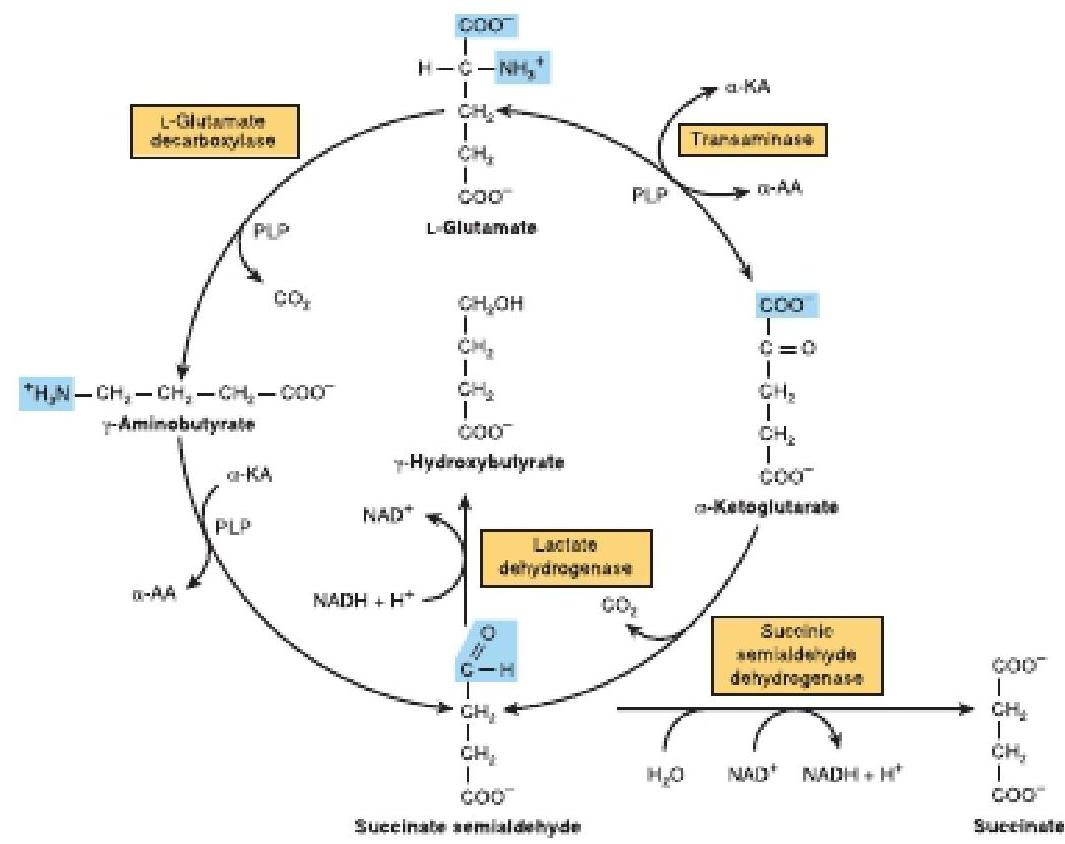 COO⁻
H – C – NH₃⁺
CH₂
CH₂
COO⁻
L-Glutamate
L-Glutamate
decarboxylase
PLP
CO₂
α-KA
Transaminase
PLP
α-AA
COO⁻
C = O
CH₂
CH₂
COO⁻
α-Ketoglutarate
CH₂OH
CH₂
CH₂
COO⁻
γ-Hydroxybutyrate
⁺H₃N – CH₂ – CH₂ – CH₂ – COO⁻
γ-Aminobutyrate
α-KA
PLP
α-AA
NAD⁺
NADH + H⁺
Lactate
dehydrogenase
CO₂
Succinic
semialdehyde
dehydrogenase
O
C – H
CH₂
CH₂
COO⁻
Succinate semialdehyde
H₂O
NAD⁺
NADH + H⁺
COO⁻
CH₂
CH₂
COO⁻
Succinate